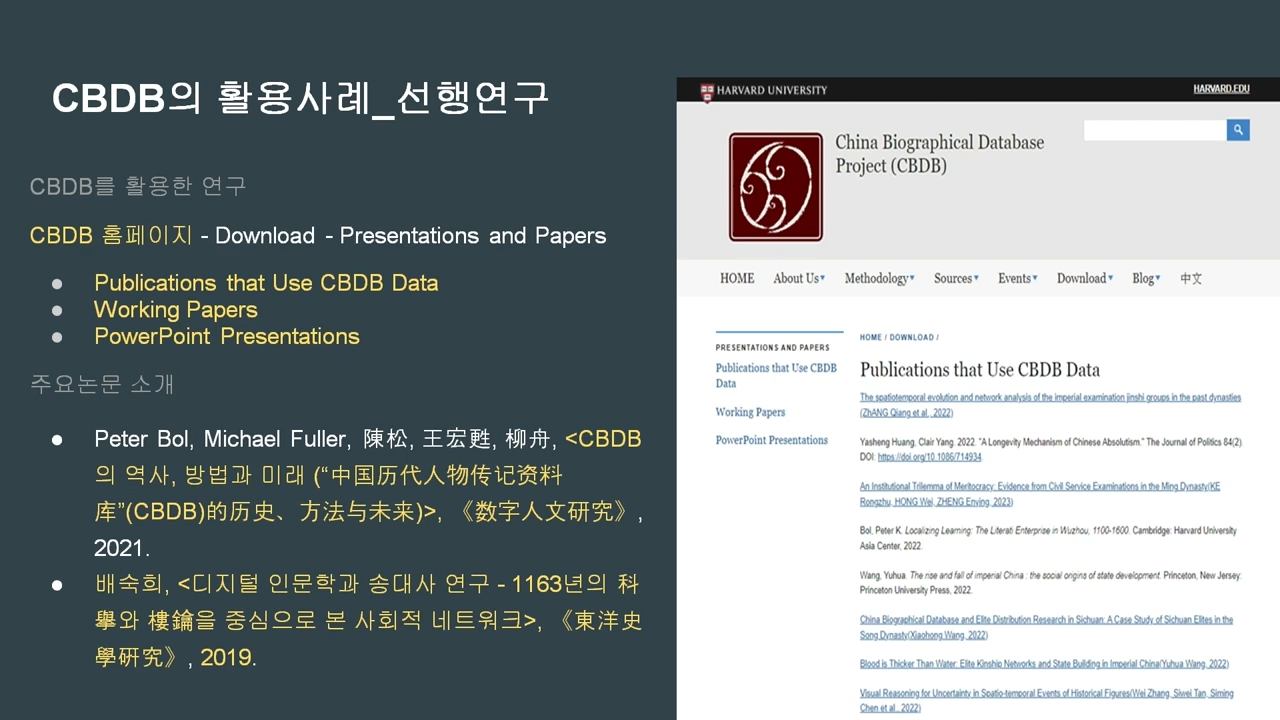 CBDB의 활용사례_선행연구
CBDB를 활용한 연구
CBDB 홈페이지 - Download - Presentations and Papers
● Publications that Use CBDB Data
● Working Papers
● PowerPoint Presentations
주요논문 소개
● Peter Bol, Michael Fuller, 陳松, 王宏甦, 柳舟, <CBDB
의 역사, 방법과 미래 (“中国历代人物传记资料
库”(CBDB)的历史、方法与未来)>, 《数字人文研究》,
2021.
● 배숙희, <디지털 인문학과 송대사 연구 - 1163년의 科
擧와 樓鑰을 중심으로 본 사회적 네트워크>, 《東洋史
學硏究》, 2019.
HARVARD UNIVERSITY
HARVARD.EDU
China Biographical Database
Project (CBDB)
HOME About Us Methodology Sources Events Download Blog 中文
PRESENTATIONS AND PAPERS
Publications that Use CBDB
Data
Working Papers
PowerPoint Presentations
HOME / DOWNLOAD /
Publications that Use CBDB Data
The spatiotemporal evolution and network analysis of the imperial examination jinshi groups in the past dynasties
(ZhANG Qiang et al., 2022)
Yasheng Huang, Clair Yang. 2022. "A Longevity Mechanism of Chinese Absolutism." The Journal of Politics 84(2).
DOI: https://doi.org/10.1086/714934.
An Institutional Trilemma of Meritocracy: Evidence from Civil Service Examinations in the Ming Dynasty(KE
Rongzhu, HONG Wei, ZHENG Enying, 2023)
Bol, Peter K. Localizing Learning: The Literati Enterprise in Wuzhou, 1100-1600. Cambridge: Harvard University
Asia Center, 2022.
Wang, Yuhua. The rise and fall of imperial China : the social origins of state development. Princeton, New Jersey:
Princeton University Press, 2022.
China Biographical Database and Elite Distribution Research in Sichuan: A Case Study of Sichuan Elites in the
Song Dynasty(Xiaohong Wang, 2022)
Blood is Thicker Than Water: Elite Kinship Networks and State Building in Imperial China(Yuhua Wang, 2022)
Visual Reasoning for Uncertainty in Spatio-temporal Events of Historical Figures(Wei Zhang, Siwei Tan, Siming
Chen et al., 2022)